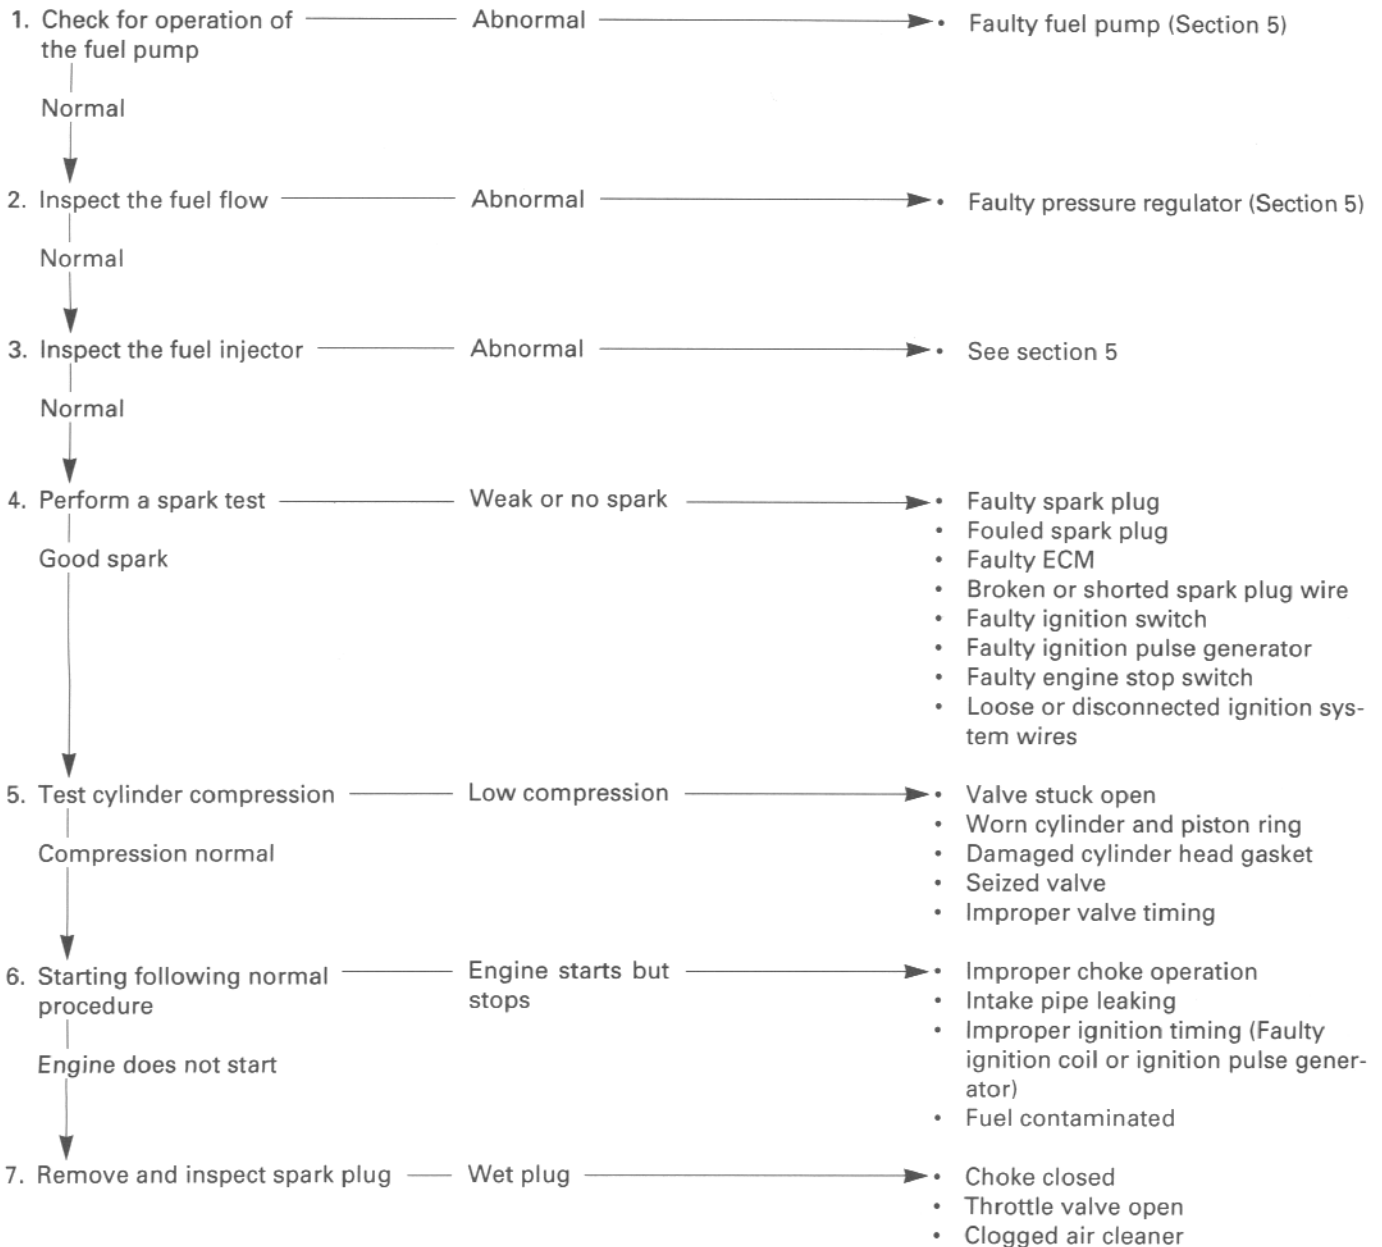 1. Check for operation of the fuel pump
Abnormal
• Faulty fuel pump (Section 5)
Normal
2. Inspect the fuel flow
Abnormal
• Faulty pressure regulator (Section 5)
Normal
3. Inspect the fuel injector
Abnormal
• See section 5
Normal
4. Perform a spark test
Weak or no spark
• Faulty spark plug
• Fouled spark plug
• Faulty ECM
• Broken or shorted spark plug wire
• Faulty ignition switch
• Faulty ignition pulse generator
• Faulty engine stop switch
• Loose or disconnected ignition sys-
tem wires
Good spark
5. Test cylinder compression
Low compression
• Valve stuck open
• Worn cylinder and piston ring
• Damaged cylinder head gasket
• Seized valve
• Improper valve timing
Compression normal
6. Starting following normal
procedure
Engine starts but
stops
• Improper choke operation
• Intake pipe leaking
• Improper ignition timing (Faulty
ignition coil or ignition pulse gener-
ator)
• Fuel contaminated
Engine does not start
7. Remove and inspect spark plug
Wet plug
• Choke closed
• Throttle valve open
• Clogged air cleaner